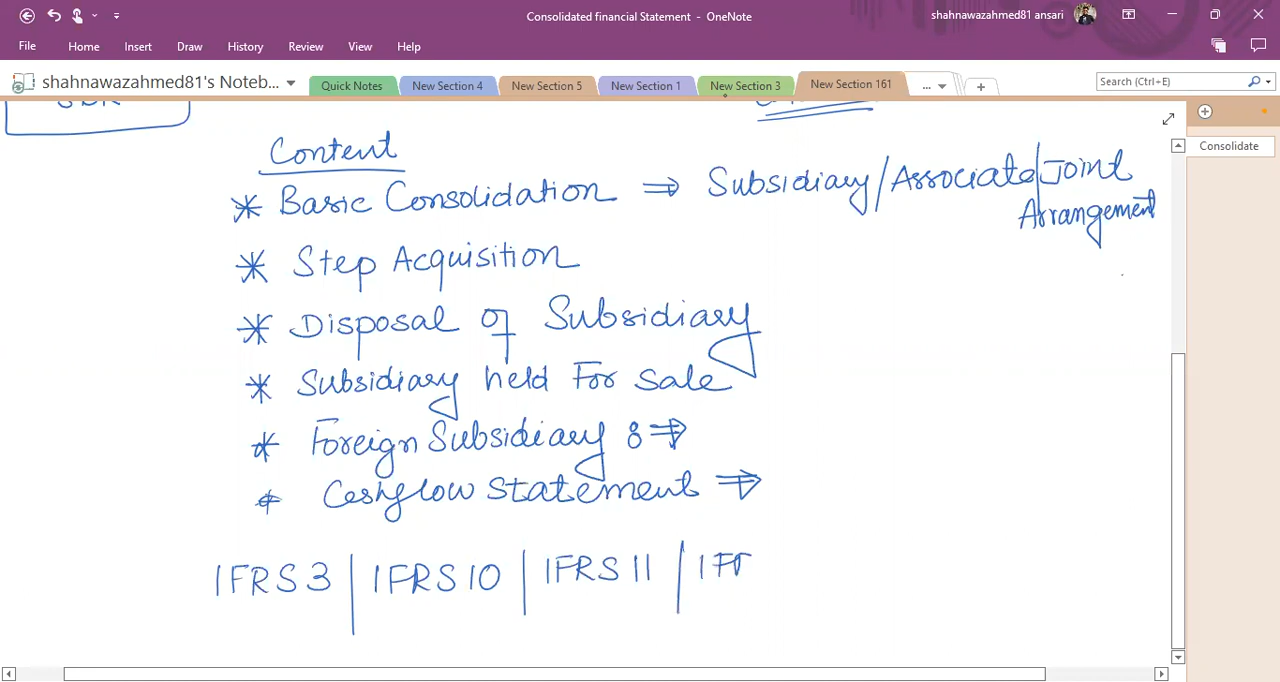 Consolidated financial Statement - OneNote
shahnawazahmed81 ansari
File Home Insert Draw History Review View Help
shahnawazahmed81's Noteb...
Quick Notes
New Section 4
New Section 5
New Section 1
New Section 3
New Section 161
...
Search (Ctrl+E)
Consolidate
Content
* Basic Consolidation ⇒ Subsidiary/Associate/Joint
Arrangement
* Step Acquisition
* Disposal of Subsidiary
* Subsidiary held For Sale
* Foreign Subsidiary :⇒
* Cashflow Statement ⇒
IFRS 3 | IFRS 10 | IFRS 11 | IFR